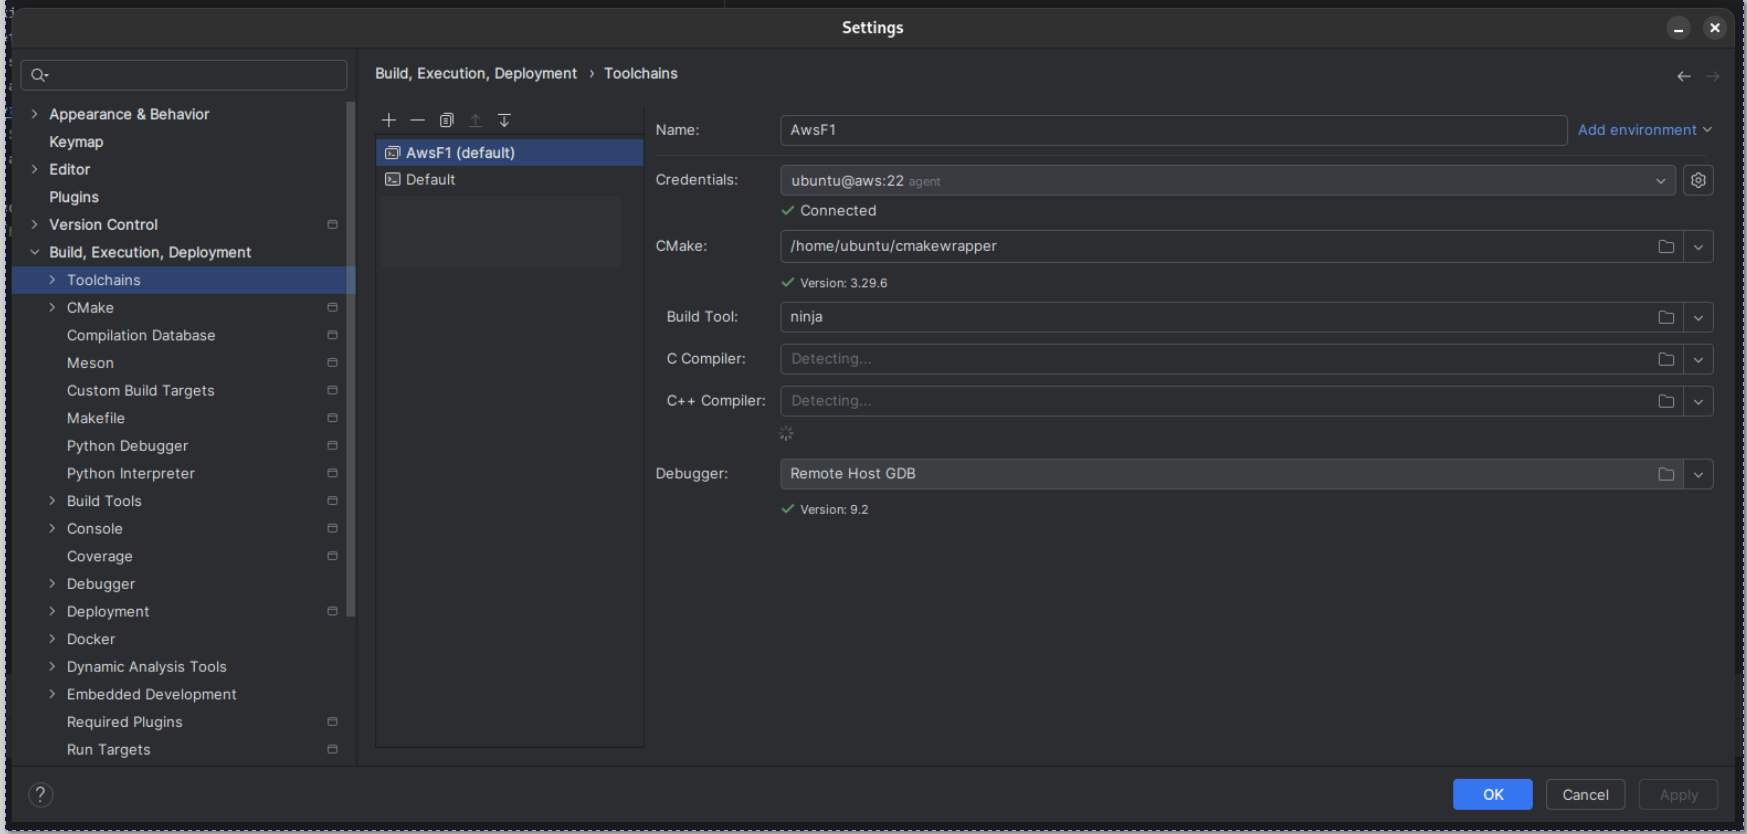 Settings
Appearance & Behavior
Keymap
Editor
Plugins
Version Control
Build, Execution, Deployment
Toolchains
CMake
Compilation Database
Meson
Custom Build Targets
Makefile
Python Debugger
Python Interpreter
Build Tools
Console
Coverage
Debugger
Deployment
Docker
Dynamic Analysis Tools
Embedded Development
Required Plugins
Run Targets
Build, Execution, Deployment › Toolchains
AwsF1 (default)
Default
Name: AwsF1 Add environment
Credentials: ubuntu@aws:22 agent
Connected
CMake: /home/ubuntu/cmakewrapper
Version: 3.29.6
Build Tool: ninja
C Compiler: Detecting...
C++ Compiler: Detecting...
Debugger: Remote Host GDB
Version: 9.2
? OK Cancel Apply